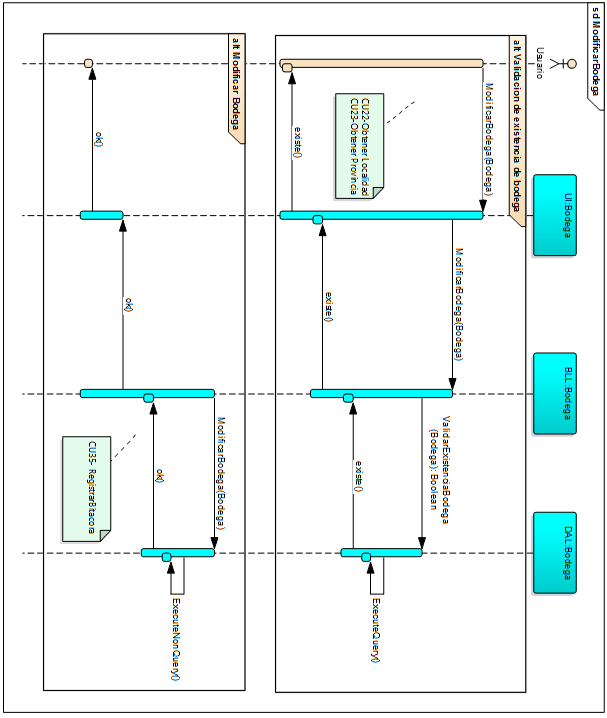 sd ModificarBodega
Usuario
UI:Bodega
BLL:Bodega
DAL:Bodega
alt Validacion de existencia de bodega
ModificarBodega(Bodega)
CU22-Obtener Localidad
CU23-Obtener Provincia
ModificarBodega(Bodega)
ValidarExistenciaBodega
(Bodega): Boolean
ExecuteQuery()
existe()
existe()
existe()
alt Modificar Bodega
ModificarBodega(Bodega)
ExecuteNonQuery()
ok()
CU35- RegistrarBitacora
ok()
ok()